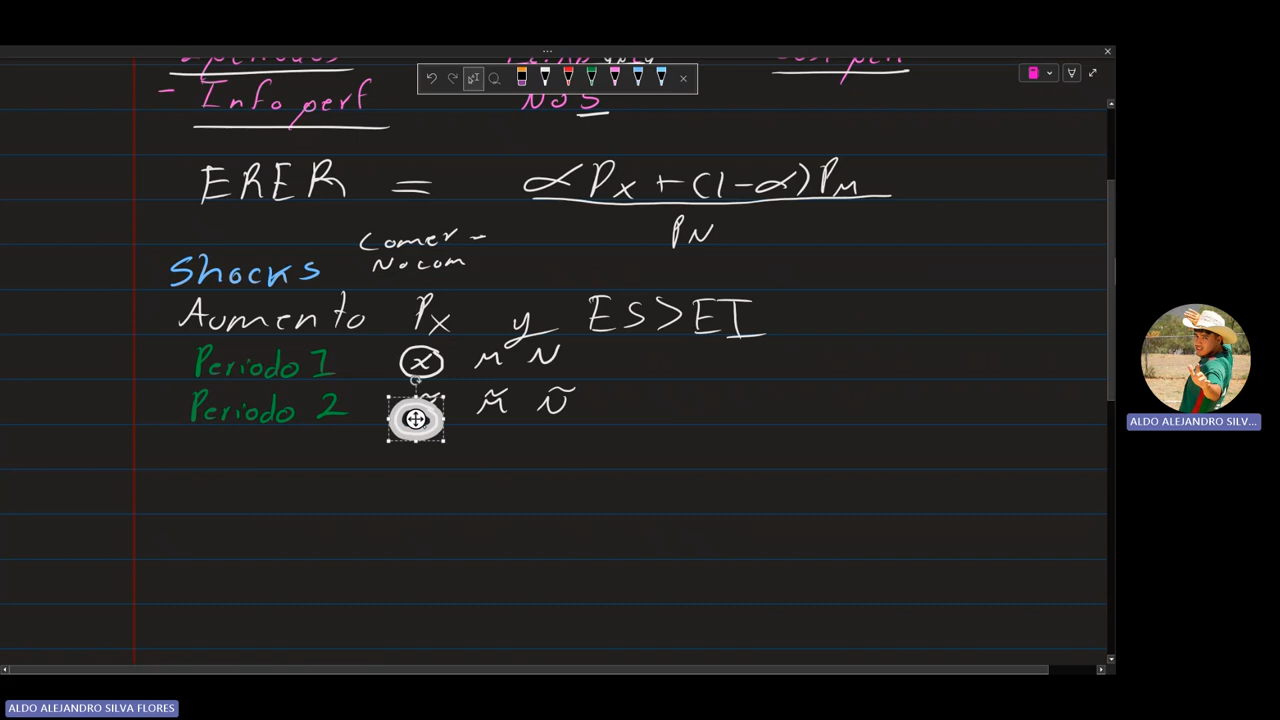 - Info perf NoS
ERER = αPx + (1-α)PM
PN
Comer -
No com
Shocks
Aumento Px y ES>EI
Periodo 1 x M N
Periodo 2 M̃ Ñ
ALDO ALEJANDRO SILV...
ALDO ALEJANDRO SILVA FLORES